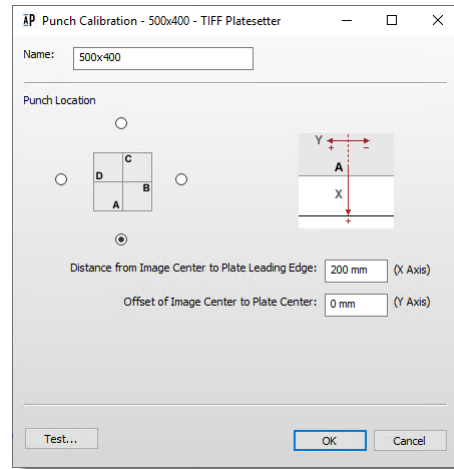 AP Punch Calibration - 500x400 - TIFF Platesetter
Name: 500x400
Punch Location
C
D
B
A
Y
+ -
A
X
+
Distance from Image Center to Plate Leading Edge: 200 mm (X Axis)
Offset of Image Center to Plate Center: 0 mm (Y Axis)
Test... OK Cancel